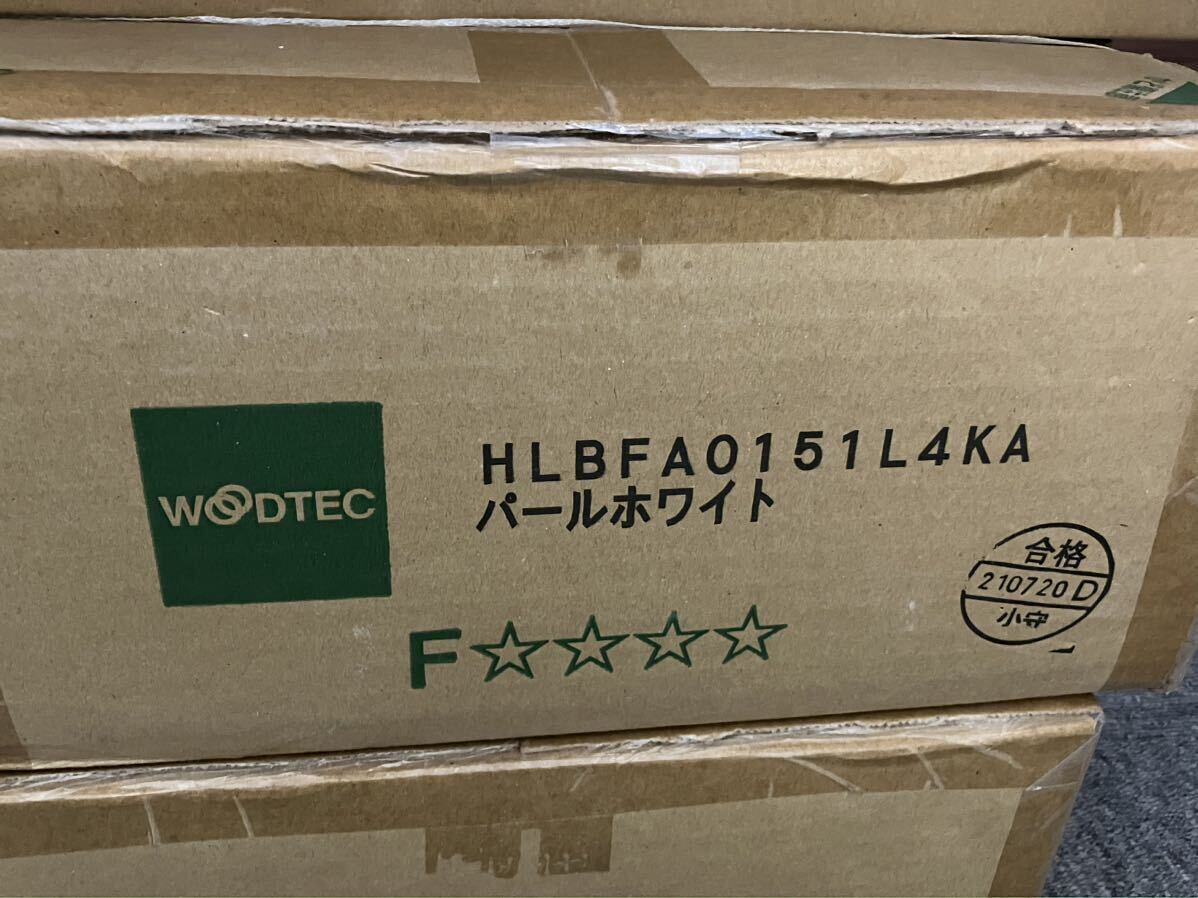 WOODTEC
HLBFA0151L4KA
パールホワイト
F☆☆☆☆
合格
210720 D
小守